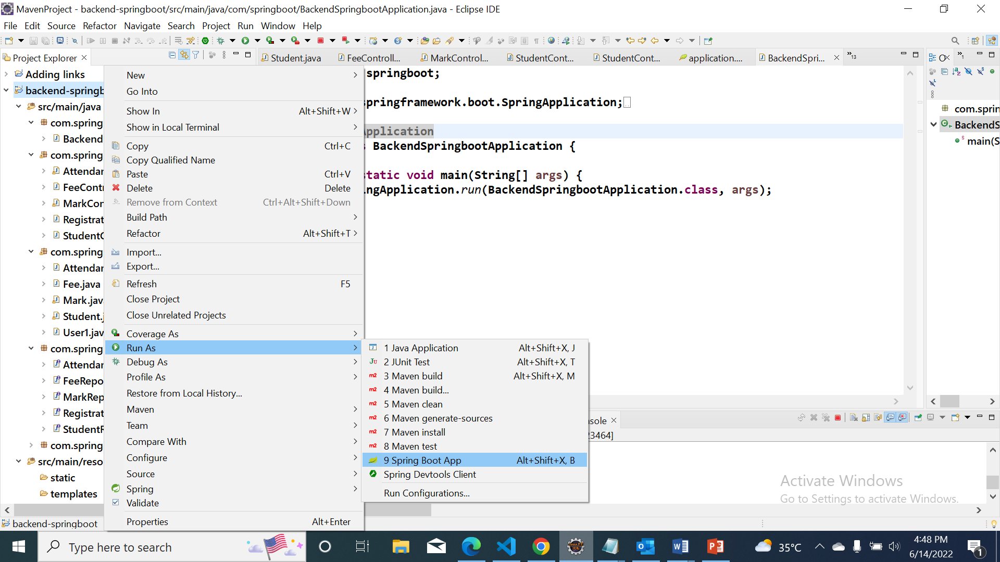 MavenProject - backend-springboot/src/main/java/com/springboot/BackendSpringbootApplication.java - Eclipse IDE
File Edit Source Refactor Navigate Search Project Run Window Help
Project Explorer
Student.java FeeControll... MarkControl... StudentCont... StudentCont... application.... BackendSpri... »13
»1
Adding links
backend-springb
src/main/java
com.spring
Backend
com.spring
Attendar
FeeContr
MarkCor
Registrat
StudentC
com.spring
Attendar
Fee.java
Mark.jav
Student.j
User1.jav
com.spring
Attendar
FeeRepo
MarkRep
Registrat
StudentR
com.spring
src/main/reso
static
templates
backend-springboot
New
Go Into
Show In Alt+Shift+W
Show in Local Terminal
Copy Ctrl+C
Copy Qualified Name
Paste Ctrl+V
Delete Delete
Remove from Context Ctrl+Alt+Shift+Down
Build Path
Refactor Alt+Shift+T
Import...
Export...
Refresh F5
Close Project
Close Unrelated Projects
Coverage As
Run As
Debug As
Profile As
Restore from Local History...
Maven
Team
Compare With
Configure
Source
Spring
Validate
Properties Alt+Enter
1 Java Application Alt+Shift+X, J
2 JUnit Test Alt+Shift+X, T
3 Maven build Alt+Shift+X, M
4 Maven build...
5 Maven clean
6 Maven generate-sources
7 Maven install
8 Maven test
9 Spring Boot App Alt+Shift+X, B
Spring Devtools Client
Run Configurations...
springboot;
springframework.boot.SpringApplication;
Application
BackendSpringbootApplication {
static void main(String[] args) {
ngApplication.run(BackendSpringbootApplication.class, args);
com.sprin
BackendS
main(S
nsole
23464]
Activate Windows
Go to Settings to activate Windows.
Type here to search
35°C
4:48 PM
6/14/2022
1